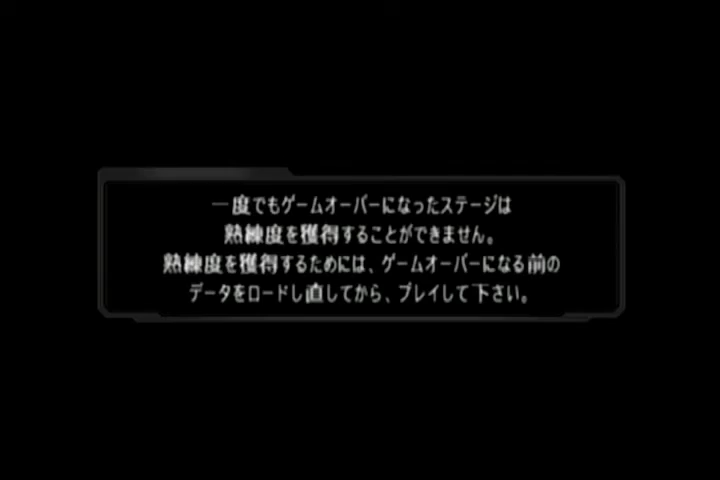 一度でもゲームオーバーになったステージは
熟練度を獲得することができません。
熟練度を獲得するためには、ゲームオーバーになる前の
データをロードし直してから、プレイして下さい。